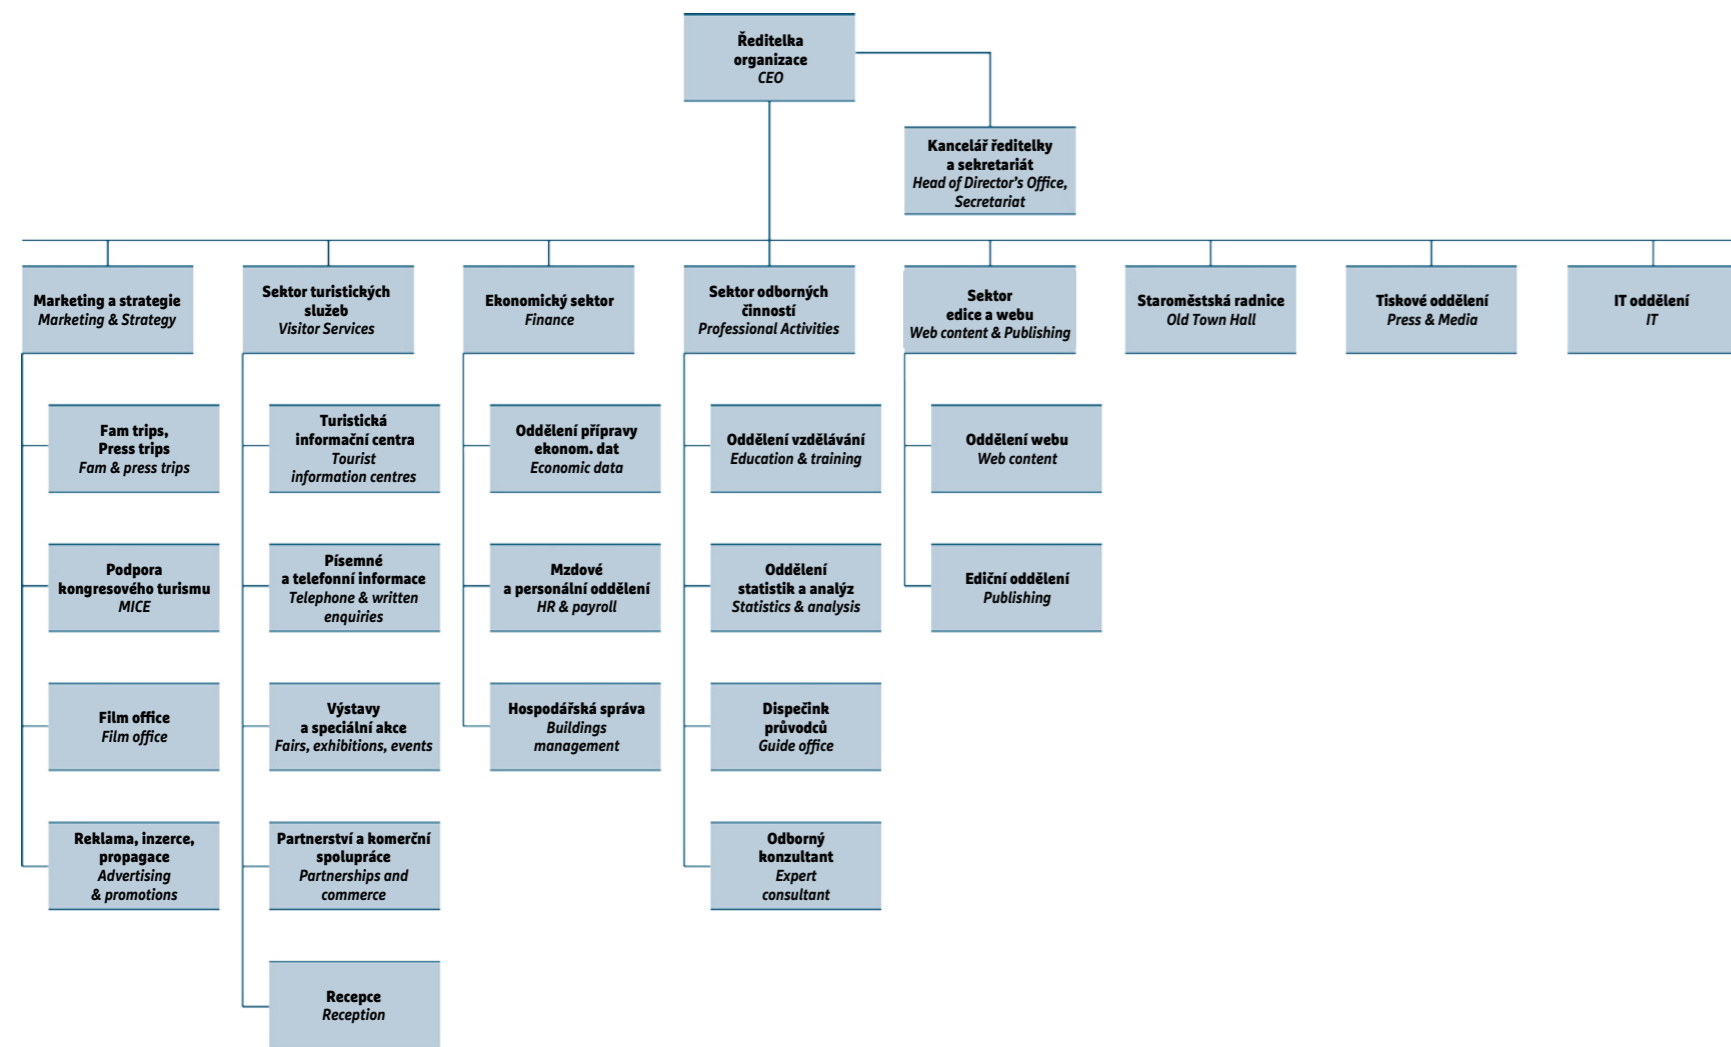 Ředitelka
organizace
CEO
Kancelář ředitelky
a sekretariát
Head of Director's Office,
Secretariat
Marketing a strategie
Marketing & Strategy
Sektor turistických
služeb
Visitor Services
Ekonomický sektor
Finance
Sektor odborných
činností
Professional Activities
Sektor
edice a webu
Web content & Publishing
Staroměstská radnice
Old Town Hall
Tiskové oddělení
Press & Media
IT oddělení
IT
Fam trips,
Press trips
Fam & press trips
Turistická
informační centra
Tourist
information centres
Oddělení přípravy
ekonom. dat
Economic data
Oddělení vzdělávání
Education & training
Oddělení webu
Web content
Podpora
kongresového turismu
MICE
Písemné
a telefonní informace
Telephone & written
enquiries
Mzdové
a personální oddělení
HR & payroll
Oddělení
statistik a analýz
Statistics & analysis
Ediční oddělení
Publishing
Film office
Film office
Výstavy
a speciální akce
Fairs, exhibitions, events
Hospodářská správa
Buildings
management
Dispečink
průvodců
Guide office
Reklama, inzerce,
propagace
Advertising
& promotions
Partnerství a komerční
spolupráce
Partnerships and
commerce
Odborný
konzultant
Expert
consultant
Recepce
Reception